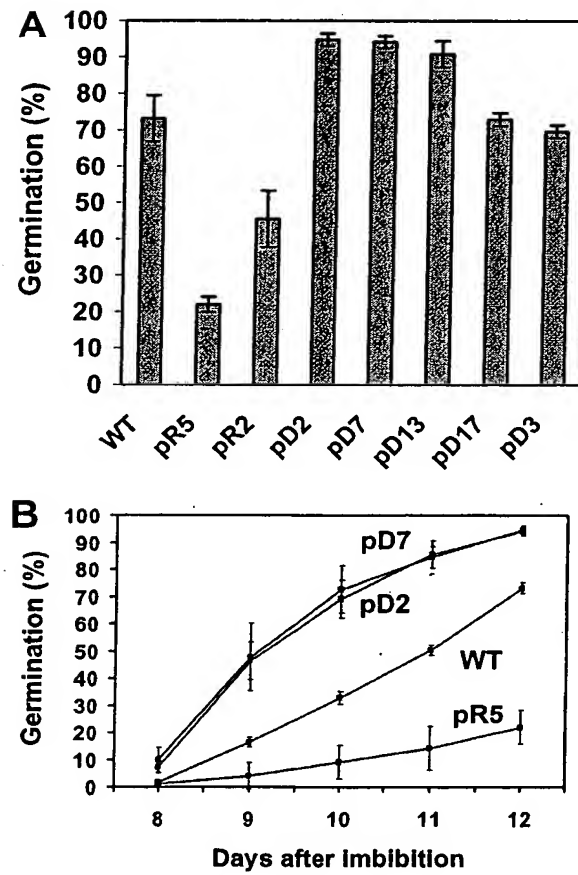 A
Germination (%)
100
90
80
70
60
50
40
30
20
10
0
WT
pR5
pR2
pD2
pD7
pD13
pD17
pD3
B
Germination (%)
100
90
80
70
60
50
40
30
20
10
0
pD7
pD2
WT
pR5
8
9
10
11
12
Days after imbibition